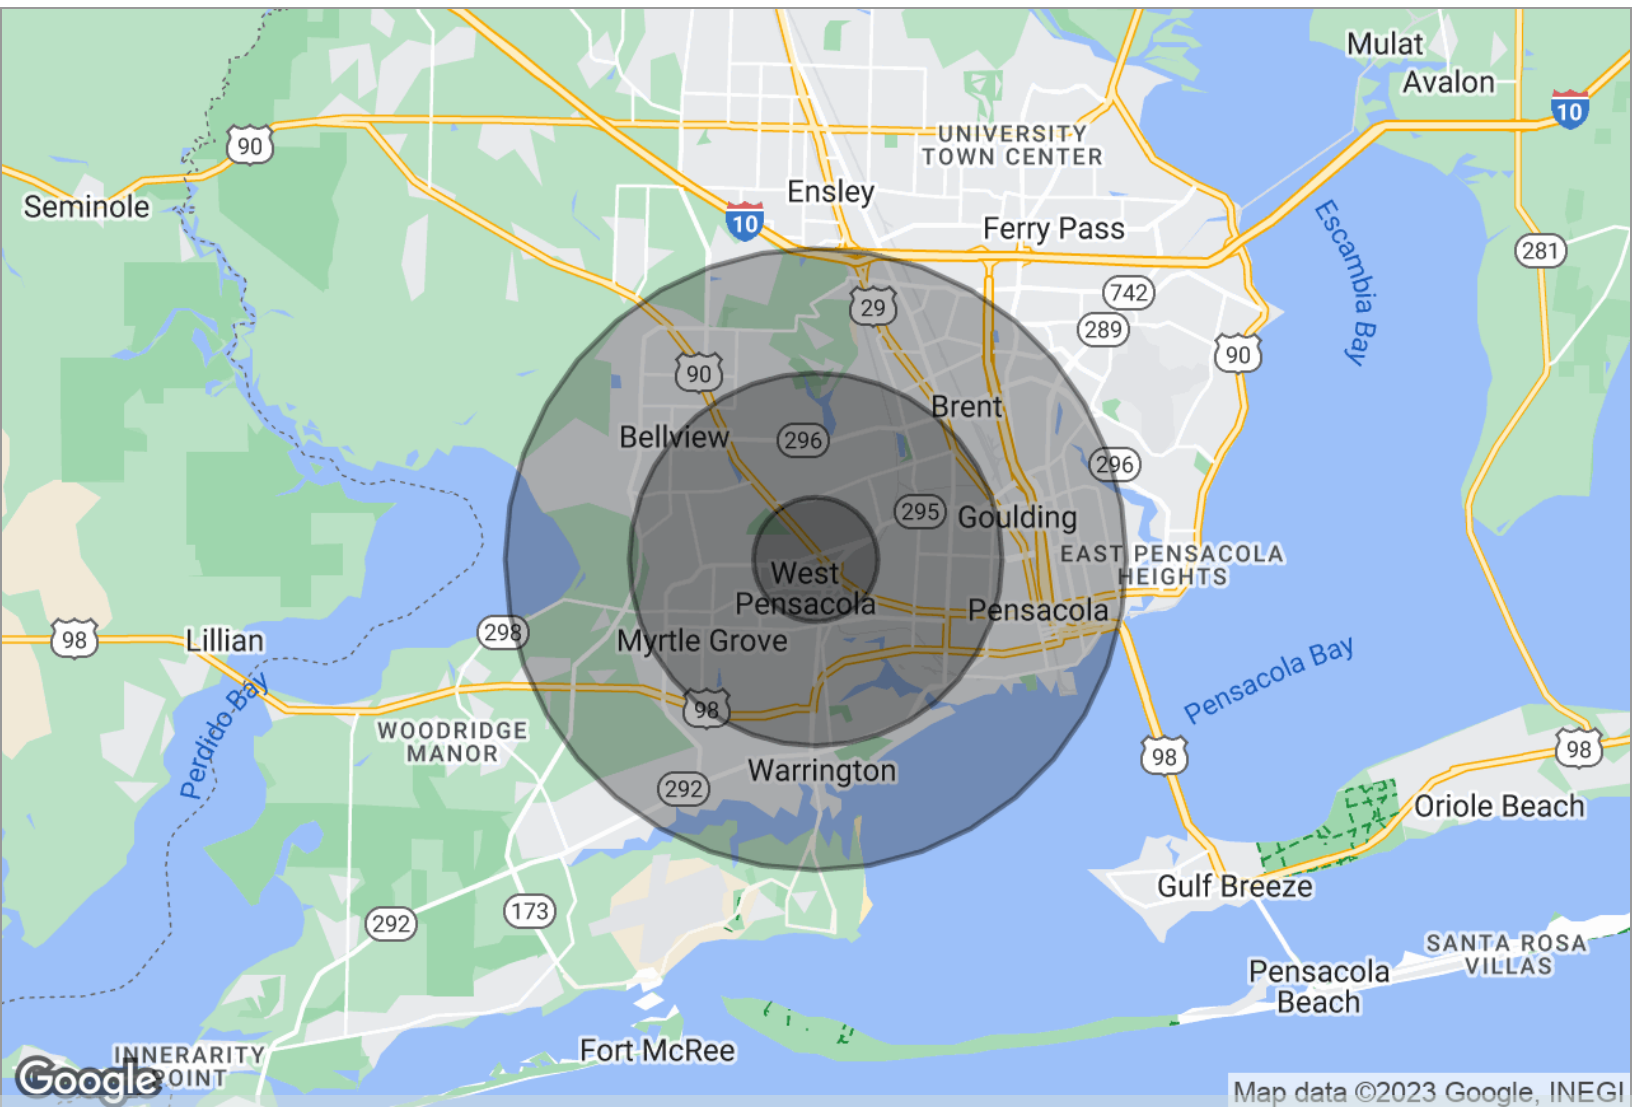 Mulat
Avalon
10
90
UNIVERSITY
TOWN CENTER
Seminole
Ensley
10
Ferry Pass
Escambia Bay
281
742
29
289
90
90
Brent
Bellview
296
296
295
Goulding
EAST PENSACOLA
HEIGHTS
West
Pensacola
Pensacola
98
Lillian
298
Myrtle Grove
Pensacola Bay
Perdido Bay
98
WOODRIDGE
MANOR
98
98
Warrington
292
Oriole Beach
Gulf Breeze
292
173
SANTA ROSA
VILLAS
Pensacola
Beach
Fort McRee
INNERARITY
POINT
Google
Map data ©2023 Google, INEGI